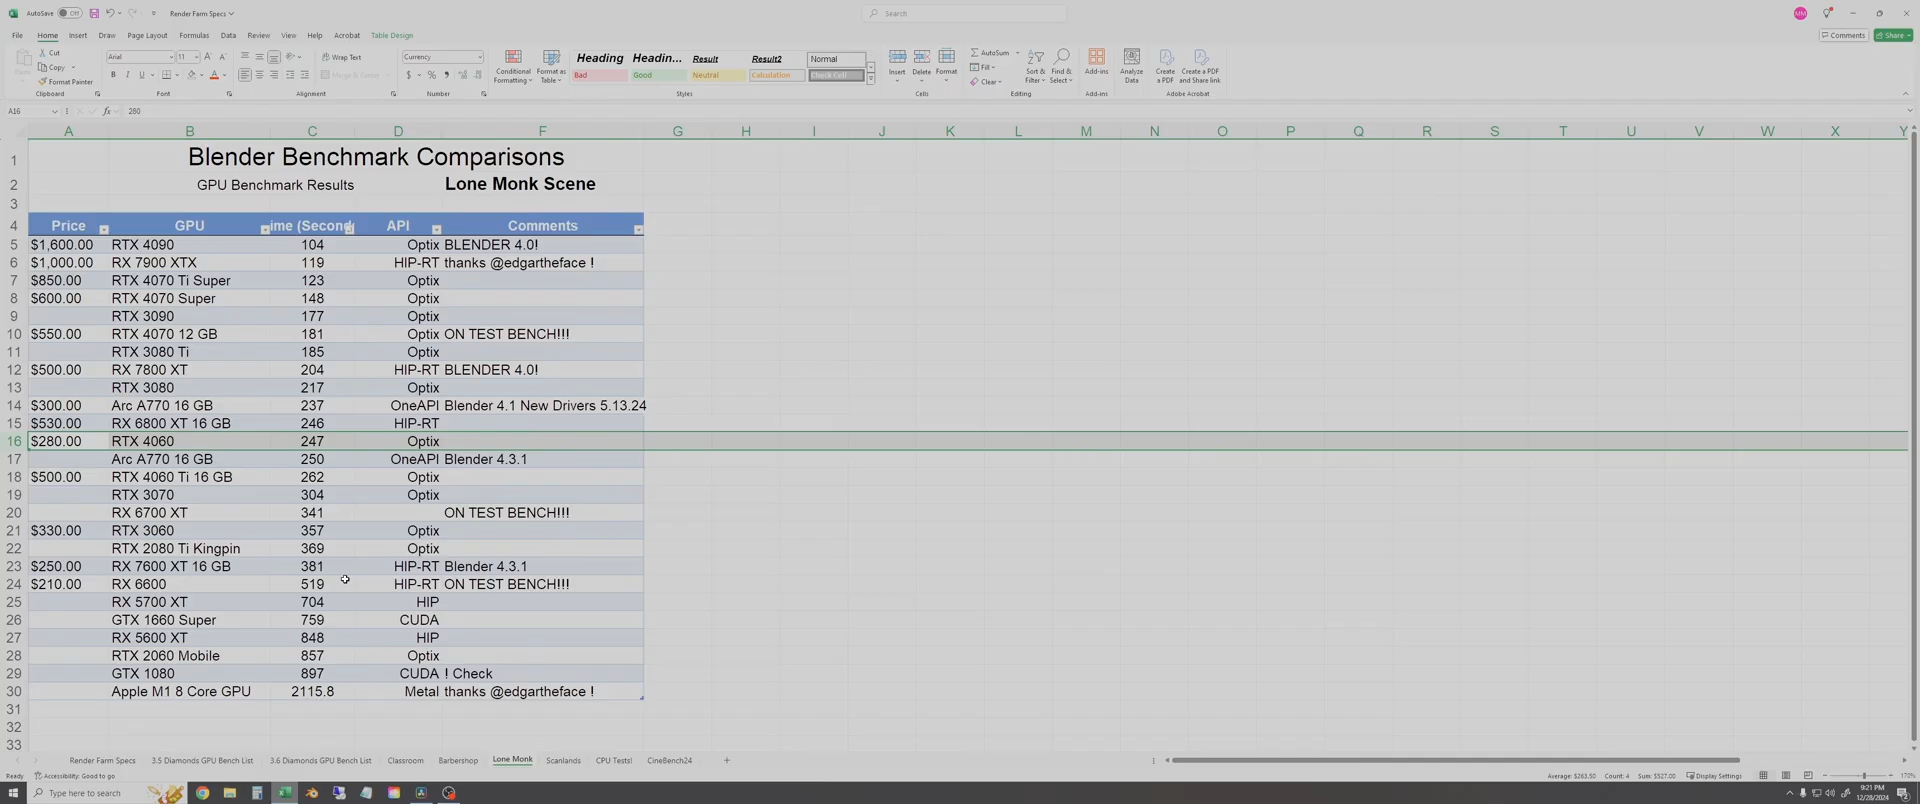 AutoSave Off Render Farm Specs Search MM
File Home Insert Draw Page Layout Formulas Data Review View Help Acrobat Table Design Comments Share
Paste Cut Copy Format Painter Clipboard
Arial 11 Font
Wrap Text Merge & Center Alignment
Currency Number
Conditional Formatting Format as Table
Heading Headin... Result Result2 Normal
Bad Good Neutral Calculation Check Cell
Styles
Insert Delete Format Cells
AutoSum Fill Clear Sort & Filter Find & Select
Add-ins Add-ins
Analyze Data
Create a PDF Create a PDF and Share link Adobe Acrobat
A16 fx 280
A B C D F G H I J K L M N O P Q R S T U V W X Y
1 Blender Benchmark Comparisons
2 GPU Benchmark Results Lone Monk Scene
3
4 Price GPU ime (Second API Comments
5 $1,600.00 RTX 4090 104 Optix BLENDER 4.0!
6 $1,000.00 RX 7900 XTX 119 HIP-RT thanks @edgartheface !
7 $850.00 RTX 4070 Ti Super 123 Optix
8 $600.00 RTX 4070 Super 148 Optix
9 RTX 3090 177 Optix
10 $550.00 RTX 4070 12 GB 181 Optix ON TEST BENCH!!!
11 RTX 3080 Ti 185 Optix
12 $500.00 RX 7800 XT 204 HIP-RT BLENDER 4.0!
13 RTX 3080 217 Optix
14 $300.00 Arc A770 16 GB 237 OneAPI Blender 4.1 New Drivers 5.13.24
15 $530.00 RX 6800 XT 16 GB 246 HIP-RT
16 $280.00 RTX 4060 247 Optix
17 Arc A770 16 GB 250 OneAPI Blender 4.3.1
18 $500.00 RTX 4060 Ti 16 GB 262 Optix
19 RTX 3070 304 Optix
20 RX 6700 XT 341 ON TEST BENCH!!!
21 $330.00 RTX 3060 357 Optix
22 RTX 2080 Ti Kingpin 369 Optix
23 $250.00 RX 7600 XT 16 GB 381 HIP-RT Blender 4.3.1
24 $210.00 RX 6600 519 HIP-RT ON TEST BENCH!!!
25 RX 5700 XT 704 HIP
26 GTX 1660 Super 759 CUDA
27 RX 5600 XT 848 HIP
28 RTX 2060 Mobile 857 Optix
29 GTX 1080 897 CUDA ! Check
30 Apple M1 8 Core GPU 2115.8 Metal thanks @edgartheface !
31
32
33
Render Farm Specs 3.5 Diamonds GPU Bench List 3.6 Diamonds GPU Bench List Classroom Barbershop Lone Monk Scanlands CPU Tests! CineBench24
Ready Accessibility: Good to go Average: $263.50 Count: 4 Sum: $527.00 Display Settings 170%
Type here to search 9:21 PM
12/28/2024